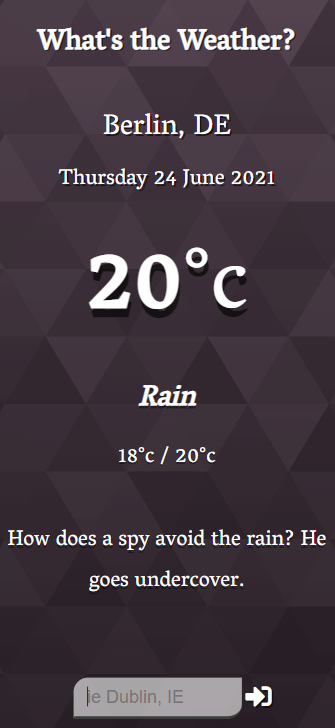 What's the Weather?
Berlin, DE
Thursday 24 June 2021
20°c
Rain
18°c / 20°c
How does a spy avoid the rain? He
goes undercover.
ie Dublin, IE